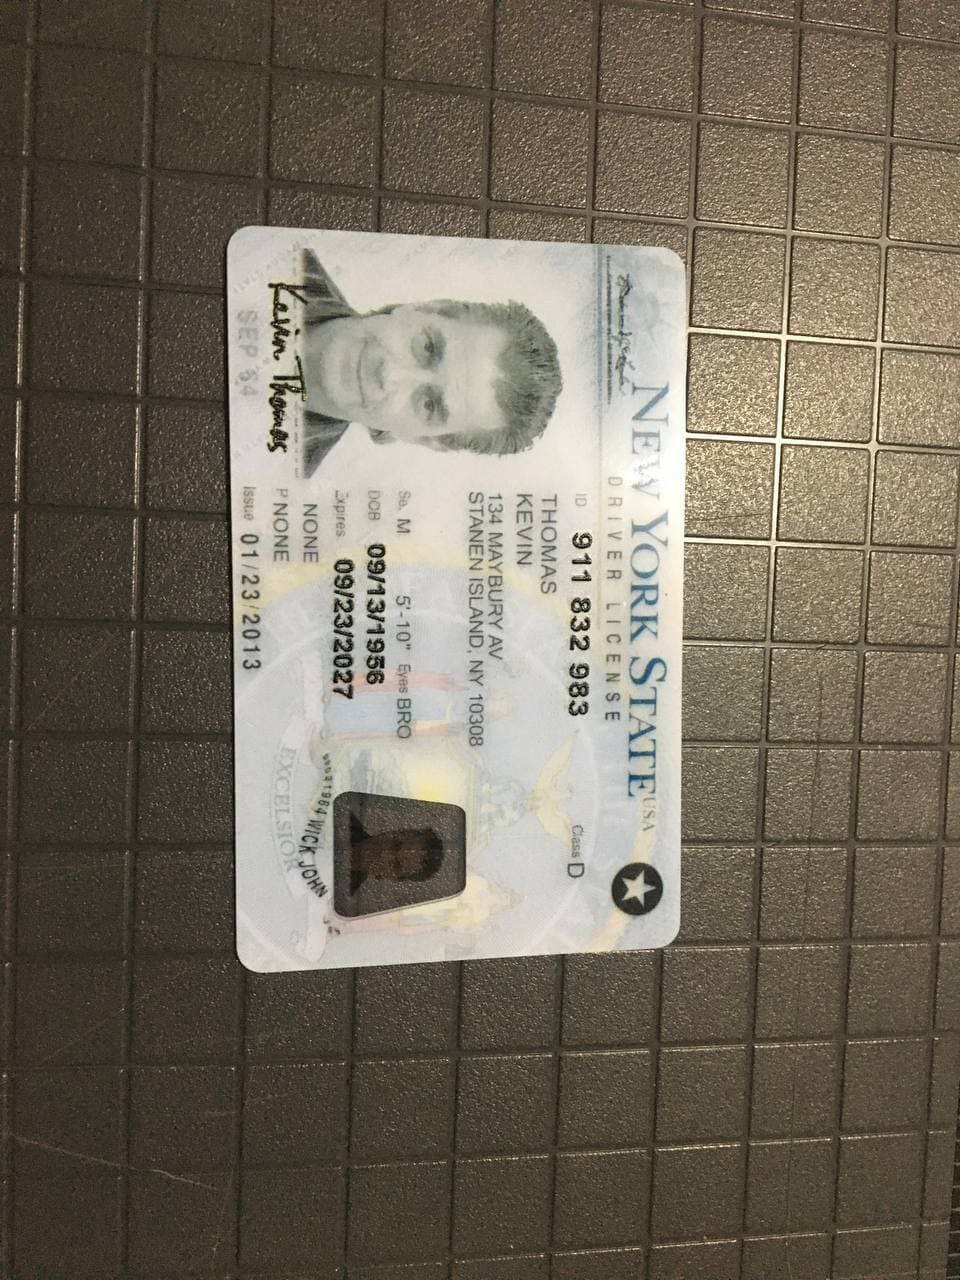 NEW YORK STATE USA
DRIVER LICENSE
ID 911 832 983 Class D
THOMAS
KEVIN
134 MAYBURY AV
STANEN ISLAND, NY 10308
Se. M 5'-10" Eyes BRO
DOB 09/13/1956
Expires 09/23/2027
NONE
NONE
Issue 01/23/2013
Kevin Thomas
WICK JOHN
EXCELSIOR